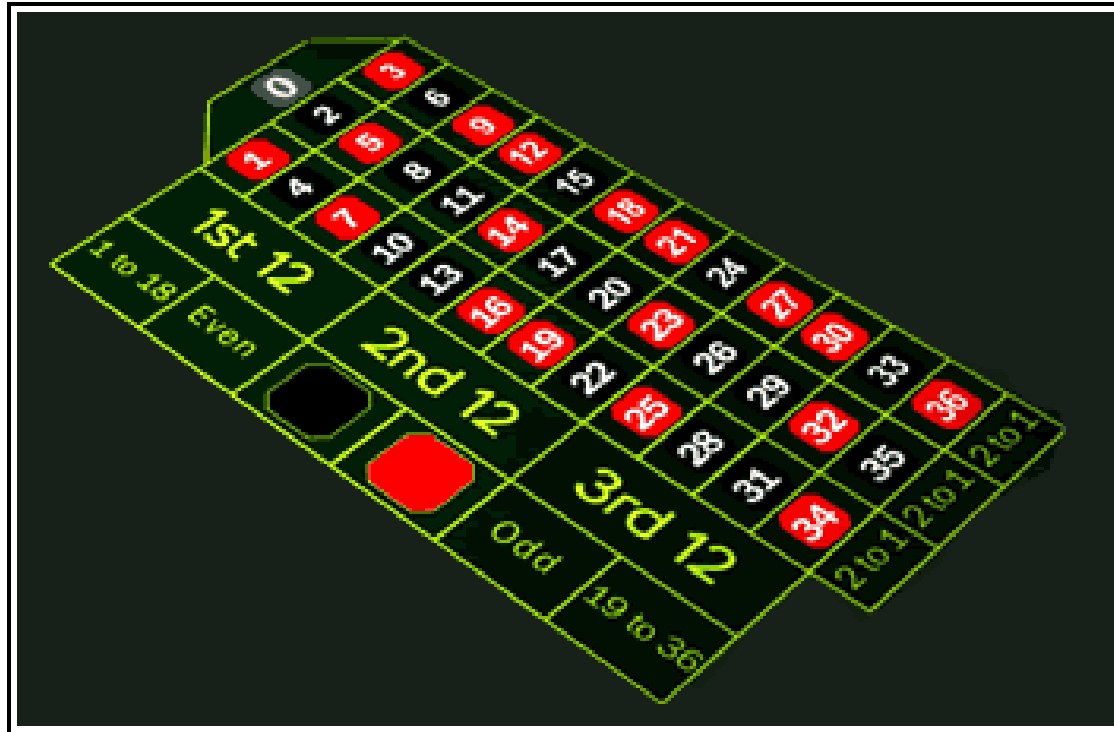 0
3 6 9 12 15 18 21 24 27 30 33 36 2 to 1
2 5 8 11 14 17 20 23 26 29 32 35 2 to 1
1 4 7 10 13 16 19 22 25 28 31 34 2 to 1
1st 12 2nd 12 3rd 12
1 to 18 Even Odd 19 to 36